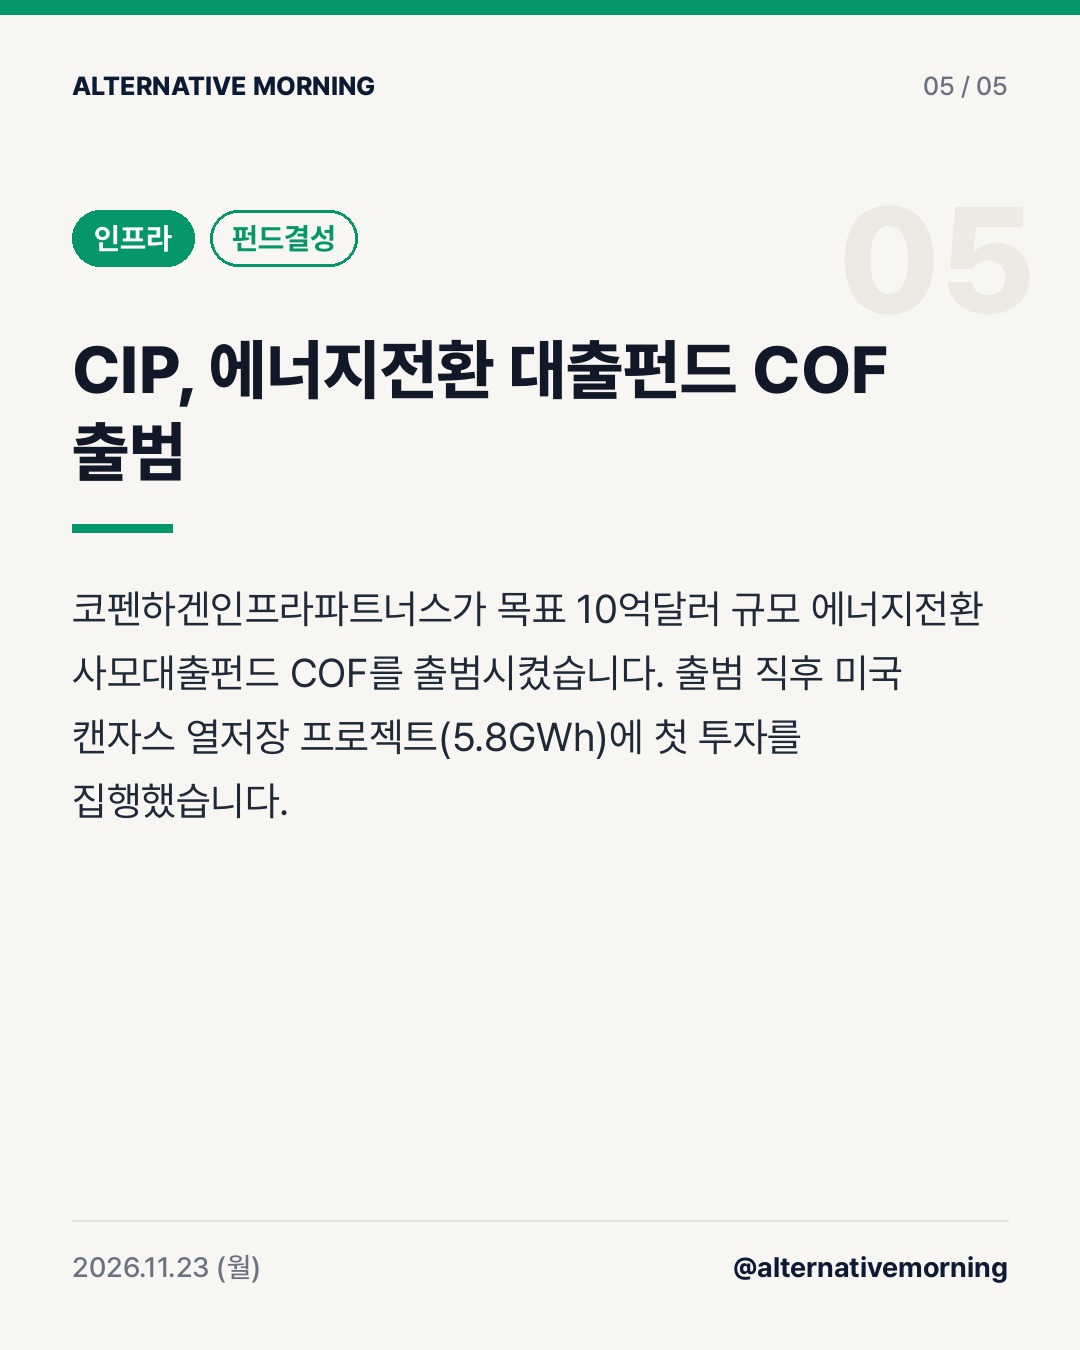 ALTERNATIVE MORNING
05 / 05
인프라
펀드결성
05
CIP, 에너지전환 대출펀드 COF
출범
코펜하겐인프라파트너스가 목표 10억달러 규모 에너지전환
사모대출펀드 COF를 출범시켰습니다. 출범 직후 미국
캔자스 열저장 프로젝트(5.8GWh)에 첫 투자를
집행했습니다.
2026.11.23 (월)
@alternativemorning